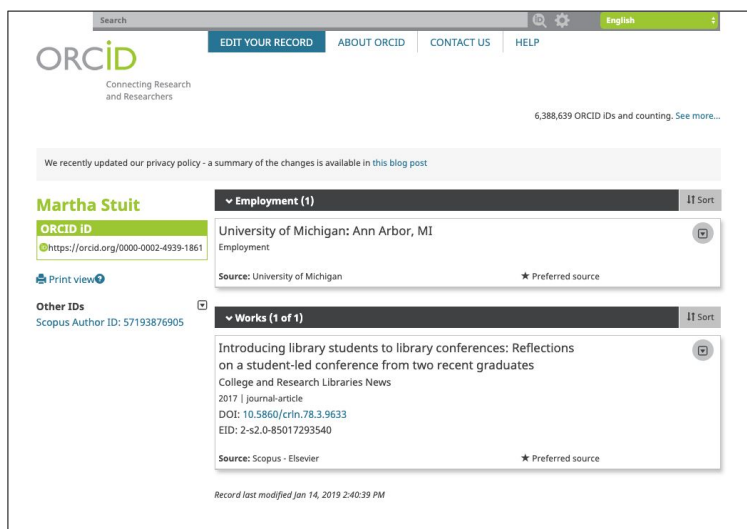 Search
English
ORCID
Connecting Research
and Researchers
EDIT YOUR RECORD ABOUT ORCID CONTACT US HELP
6,388,639 ORCID iDs and counting. See more...
We recently updated our privacy policy - a summary of the changes is available in this blog post
Martha Stuit
ORCID iD
iD https://orcid.org/0000-0002-4939-1861
Print view ?
Other IDs
Scopus Author ID: 57193876905
Employment (1) Sort
University of Michigan: Ann Arbor, MI
Employment
Source: University of Michigan ★ Preferred source
Works (1 of 1) Sort
Introducing library students to library conferences: Reflections
on a student-led conference from two recent graduates
College and Research Libraries News
2017 | journal-article
DOI: 10.5860/crln.78.3.9633
EID: 2-s2.0-85017293540
Source: Scopus - Elsevier ★ Preferred source
Record last modified Jan 14, 2019 2:40:39 PM